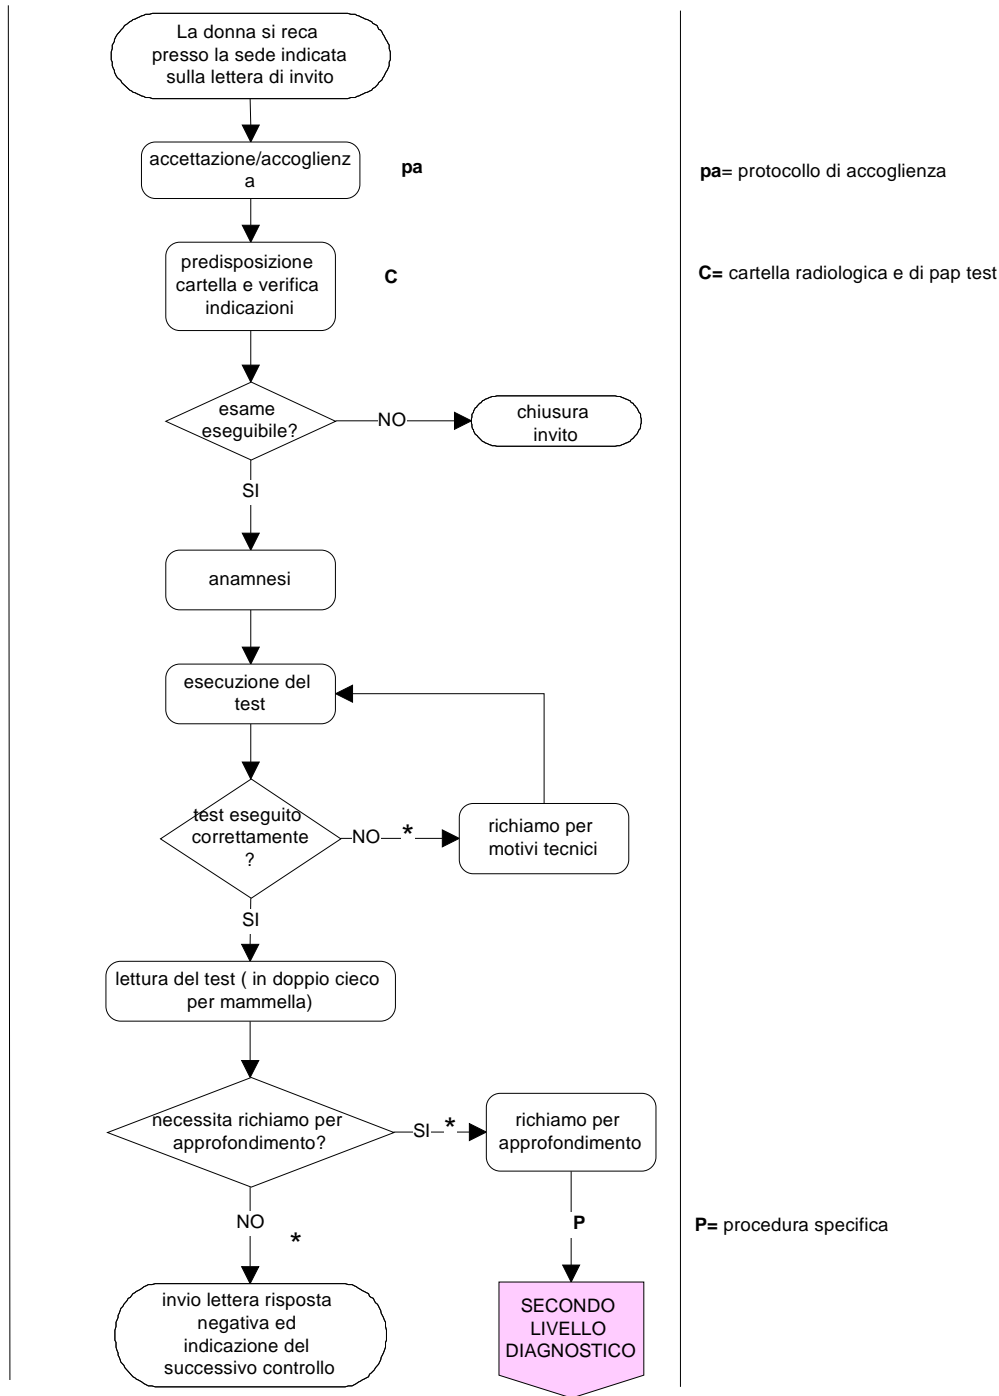 La donna si reca
presso la sede indicata
sulla lettera di invito
accettazione/accoglienz
a
pa
pa= protocollo di accoglienza
predisposizione
cartella e verifica
indicazioni
C
C= cartella radiologica e di pap test
esame
eseguibile?
NO
chiusura
invito
SI
anamnesi
esecuzione del
test
test eseguito
correttamente
?
NO
*
richiamo per
motivi tecnici
SI
lettura del test ( in doppio cieco
per mammella)
necessita richiamo per
approfondimento?
SI
*
richiamo per
approfondimento
NO
*
P
P= procedura specifica
invio lettera risposta
negativa ed
indicazione del
successivo controllo
SECONDO
LIVELLO
DIAGNOSTICO